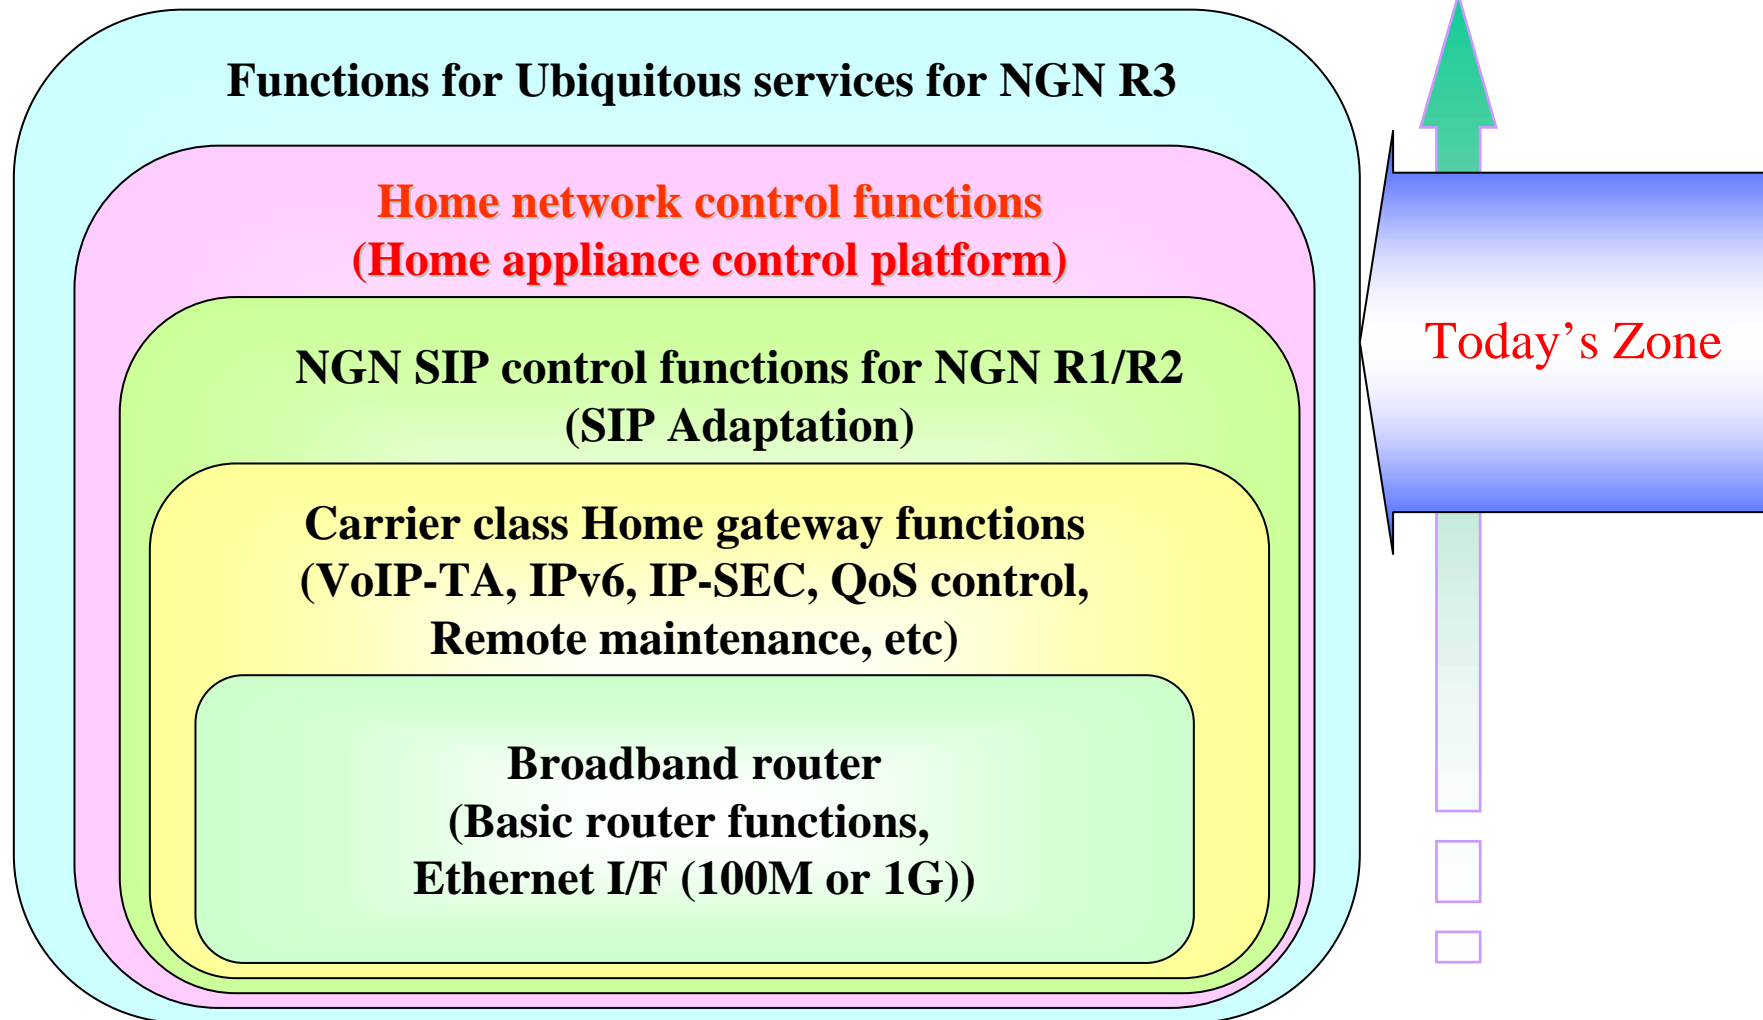 Functions for Ubiquitous services for NGN R3
Home network control functions
(Home appliance control platform)
NGN SIP control functions for NGN R1/R2
(SIP Adaptation)
Carrier class Home gateway functions
(VoIP-TA, IPv6, IP-SEC, QoS control,
Remote maintenance, etc)
Broadband router
(Basic router functions,
Ethernet I/F (100M or 1G))
Today’s Zone